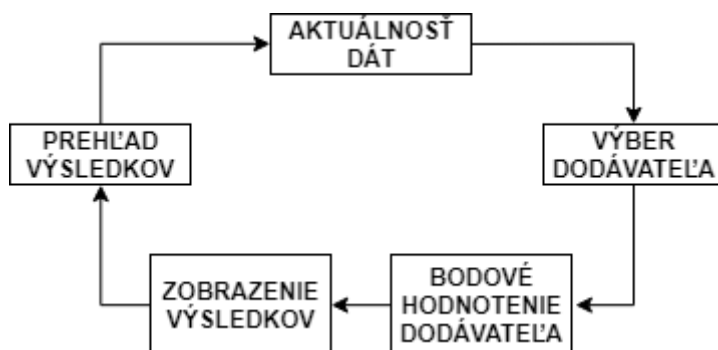 AKTUÁLNOSŤ
DÁT
PREHĽAD
VÝSLEDKOV
VÝBER
DODÁVATEĽA
ZOBRAZENIE
VÝSLEDKOV
BODOVÉ
HODNOTENIE
DODÁVATEĽA